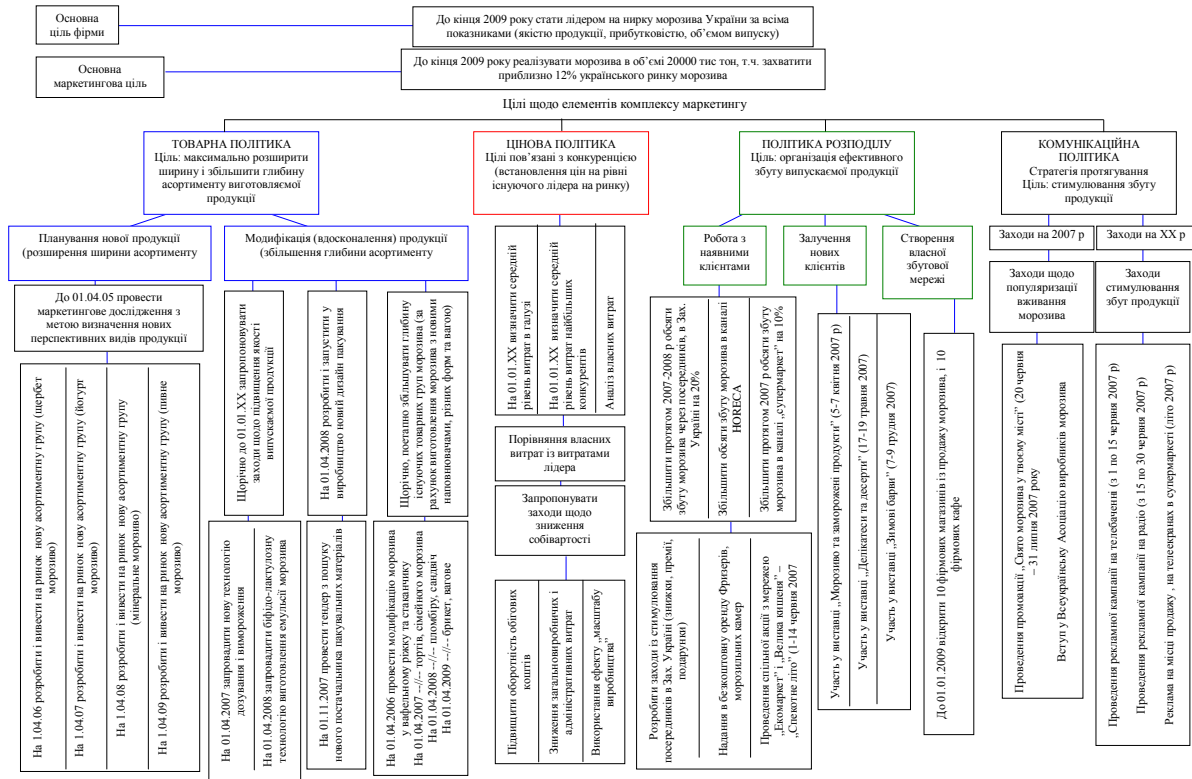 Основна
ціль фірми
До кінця 2009 року стати лідером на нирку морозива України за всіма
показниками (якістю продукції, прибутковістю, об’ємом випуску)
Основна
маркетингова ціль
До кінця 2009 року реалізувати морозива в об’ємі 20000 тис тон, т.ч. захватити
приблизно 12% українського ринку морозива
Цілі щодо елементів комплексу маркетингу
ТОВАРНА ПОЛІТИКА
Ціль: максимально розширити
ширину і збільшити глибину
асортименту виготовляємої
продукції
ЦІНОВА ПОЛІТИКА
Цілі пов’язані з конкуренцією
(встановлення цін на рівні
існуючого лідера на ринку)
ПОЛІТИКА РОЗПОДІЛУ
Ціль: організація ефективного
збуту випускаємої продукції
КОМУНІКАЦІЙНА
ПОЛІТИКА
Стратегія протягування
Ціль: стимулювання збуту
продукції
Планування нової продукції
(розширення ширини асортименту
Модифікація (вдосконалення) продукції
(збільшення глибини асортименту
Робота з
наявними
клієнтами
Залучення
нових
клієнтів
Створення
власної
збутової
мережі
Заходи на 2007 р
Заходи на ХХ р
До 01.04.05 провести
маркетингове дослідження з
метою визначення нових
перспективних видів продукції
Заходи щодо
популяризації
вживання
морозива
Заходи
стимулювання
збут продукції
На 1.04.06 розробити і вивести на ринок нову асортиментну групу (щербет
морозиво)
На 1.04.07 розробити і вивести на ринок нову асортиментну групу (йогурт
морозиво)
На 1.04.08 розробити і вивести на ринок нову асортиментну групу
(мінеральне морозиво)
На 1.04.09 розробити і вивести на ринок нову асортиментну групу (пивне
морозиво)
Щорічно до 01.01.ХХ запропонувати
заходи щодо підвищення якості
випускаємої продукції
На 01.04.2008 розробити і запустити у
виробництво новий дизайн пакування
Щорічно, поетапно збільшувати глибину
існуючих товарних груп морозива (за
рахунок виготовлення морозива з новими
наповнювачами, різник форм та вагою)
На 01.04.2007 запровадити нову технологію
дозування і вимороження
На 01.04.2008 запровадити біфідо-лактулозну
технологію виготовлення емульсії морозива
На 01.11.2007 провести тендер з пошуку
нового постачальника пакувальних матеріалів
На 01.04.2006 провести модифікацію морозива
у вафельному ріжку та стаканчику
На 01.04.2007 --//-- тортів, сімейного морозива
На 01.04.2008 --//-- пломбіру, сандвіч
На 01.04.2009 --//-- брикет, вагове
На 01.01.ХХ визначити середній
рівень витрат в галузі
На 01.01.ХХ визначити середній
рівень витрат найбільших
конкурентів
Аналіз власних витрат
Порівняння власних
витрат із витратами
лідера
Запропонувати
заходи щодо
зниження
собівартості
Підвищити оборотність обігових
коштів
Зниження загальновиробничих і
адміністративних витрат
Використання ефекту „масштабу
виробництва”
Збільшити протягом 2007-2008 р обсяги
збуту морозива через посередників, в Зах.
Україні на 20%
Збільшити обсяги збуту морозива в каналі
HORECA
Збільшити протягом 2007 р обсяги збуту
морозива в каналі „супермаркет” на 10%
Розробити заходи із стимулювання
посередників в Зах Україні (знижки, премії,
подарунки)
Надання в безкоштовну оренду Фризерів,
морозильних камер
Проведення спільної акції з мережою
„Екомаркет” і „Велика кишеня” –
„Спекотне літо” (1-14 червня 2007
Участь у виставці „Морозиво та заморожені продукти” (5-7 квітня 2007 р)
Участь у виставці „Делікатеси та десерти” (17-19 травня 2007)
Участь у виставці „Зимові барви” (7-9 грудня 2007)
До 01.01.2009 відкрити 10 фірмових магазинів із продажу морозива, і 10
фірмових кафе
Проведення промоакції „Свято морозива у твоєму місті” (20 червня
– 31 липня 2007 року
Вступ у Всеукраїнську Асоціацію виробників морозива
Проведення рекламної кампанії на телебаченні (з 1 по 15 червня 2007 р)
Проведення рекламної кампанії на радіо (з 15 по 30 червня 2007 р)
Реклама на місці продажу , на телеекранах в супермаркеті (літо 2007 р)